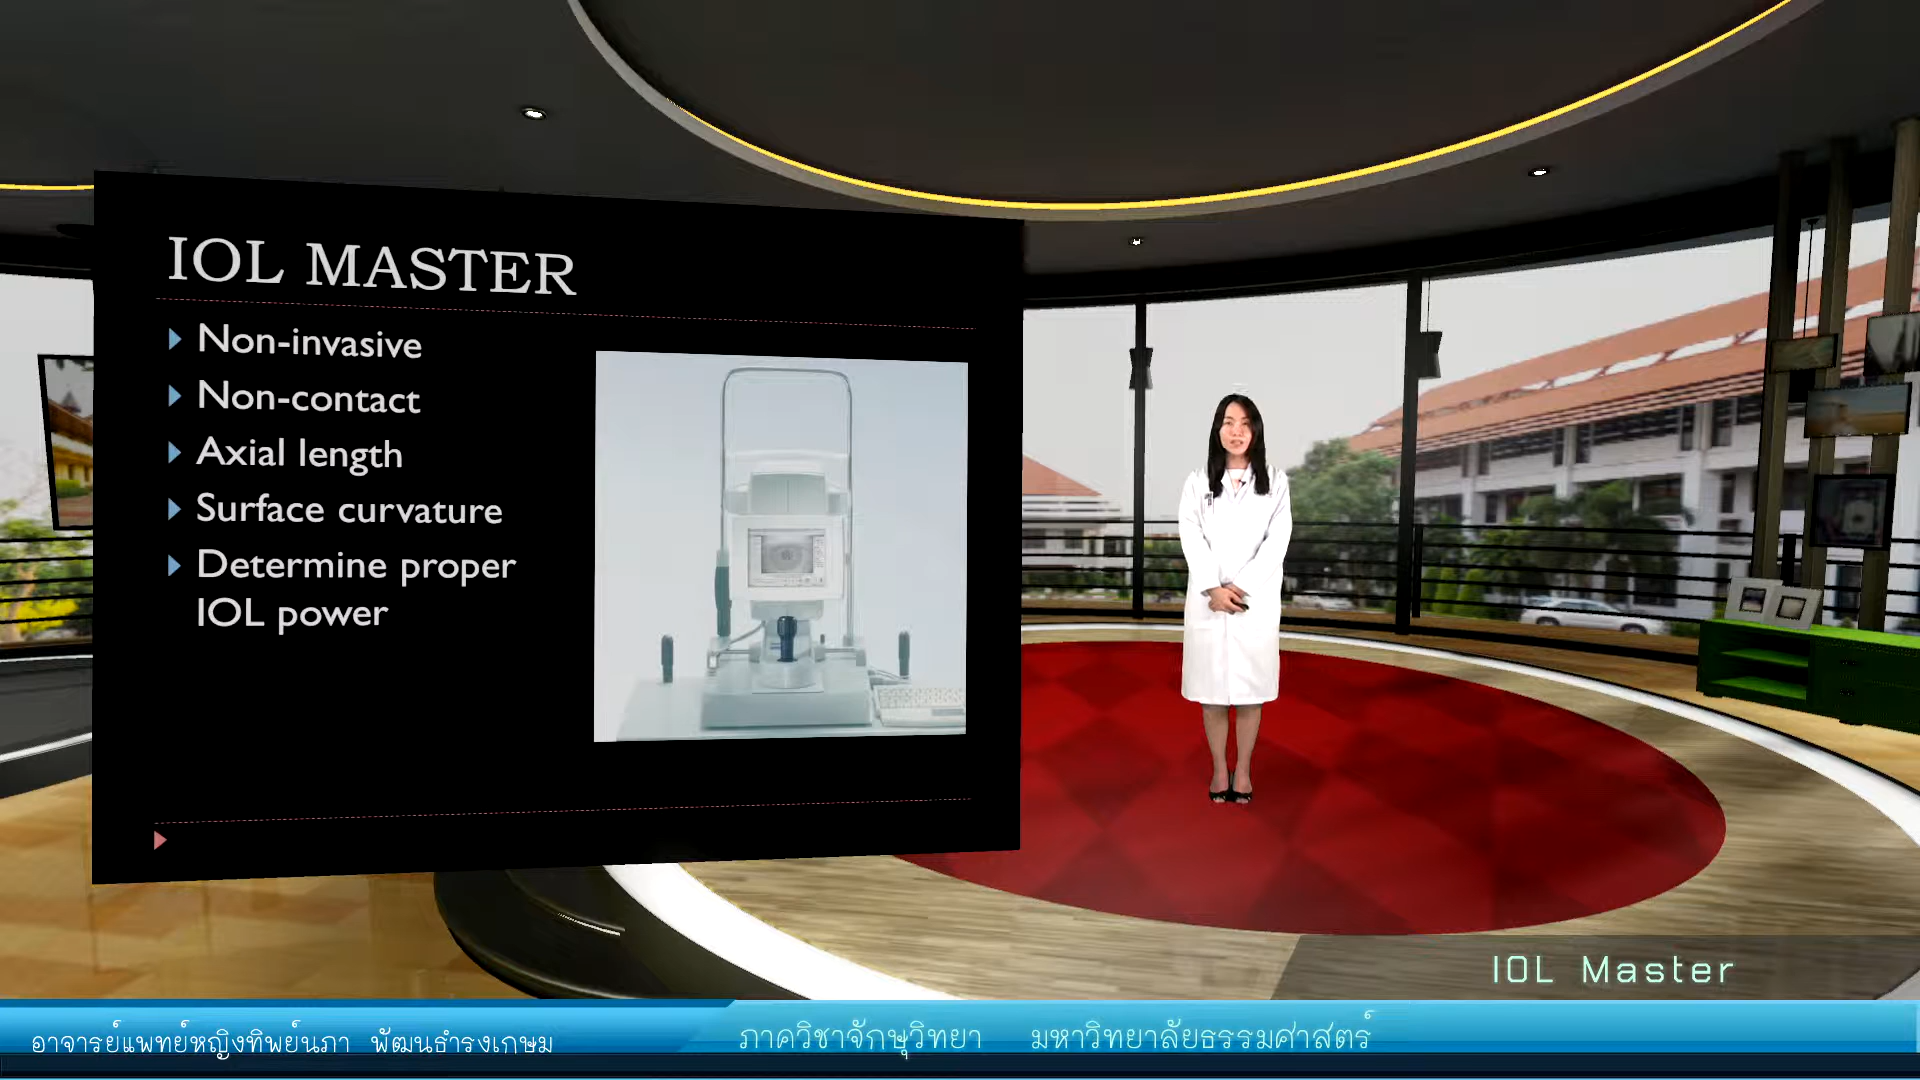 IOL MASTER
Non-invasive
Non-contact
Axial length
Surface curvature
Determine proper
IOL power
IOL Master
อาจารย์แพทย์หญิงทิพย์นภา พัฒนธำรงเกษม
ภาควิชาจักษุวิทยา มหาวิทยาลัยธรรมศาสตร์